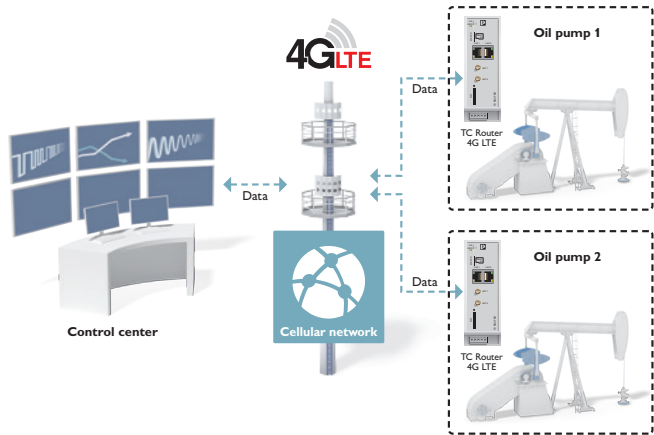 4G LTE
Oil pump 1
Data
TC Router
4G LTE
Data
Control center
Cellular network
Oil pump 2
Data
TC Router
4G LTE